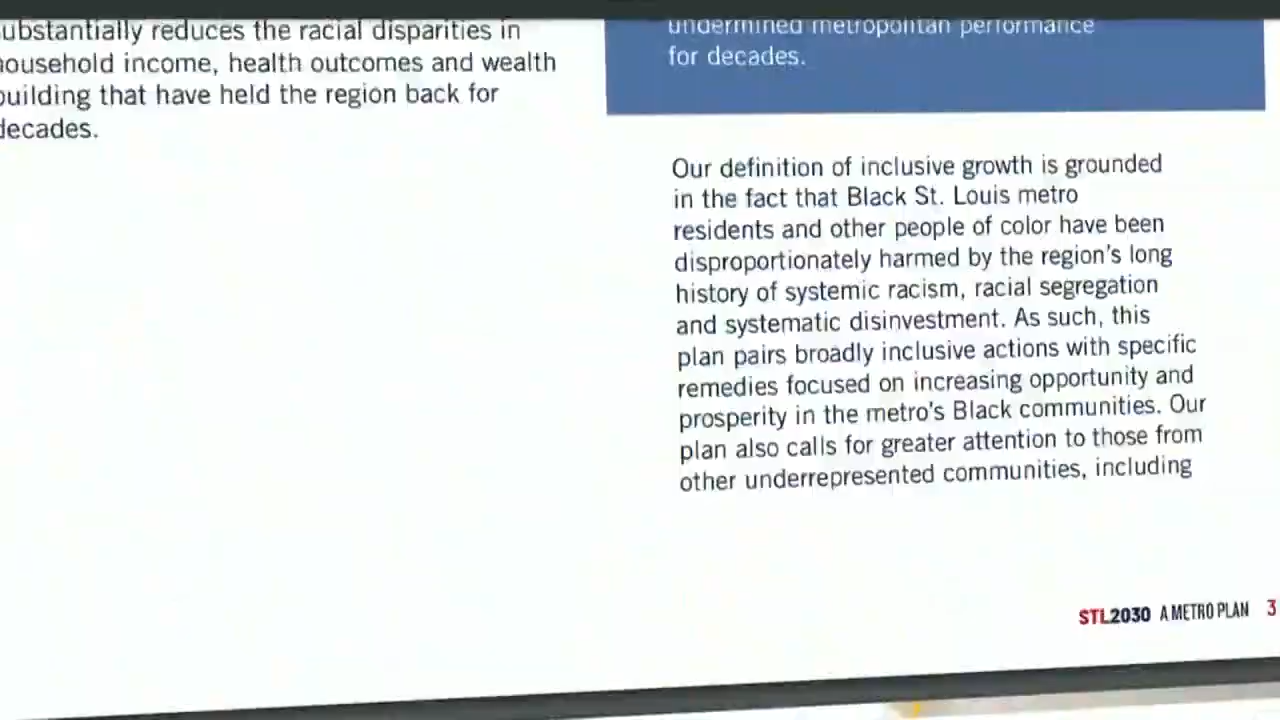 substantially reduces the racial disparities in
household income, health outcomes and wealth
building that have held the region back for
decades.
undermined metropolitan performance
for decades.
Our definition of inclusive growth is grounded
in the fact that Black St. Louis metro
residents and other people of color have been
disproportionately harmed by the region's long
history of systemic racism, racial segregation
and systematic disinvestment. As such, this
plan pairs broadly inclusive actions with specific
remedies focused on increasing opportunity and
prosperity in the metro's Black communities. Our
plan also calls for greater attention to those from
other underrepresented communities, including
STL2030 A METRO PLAN 3